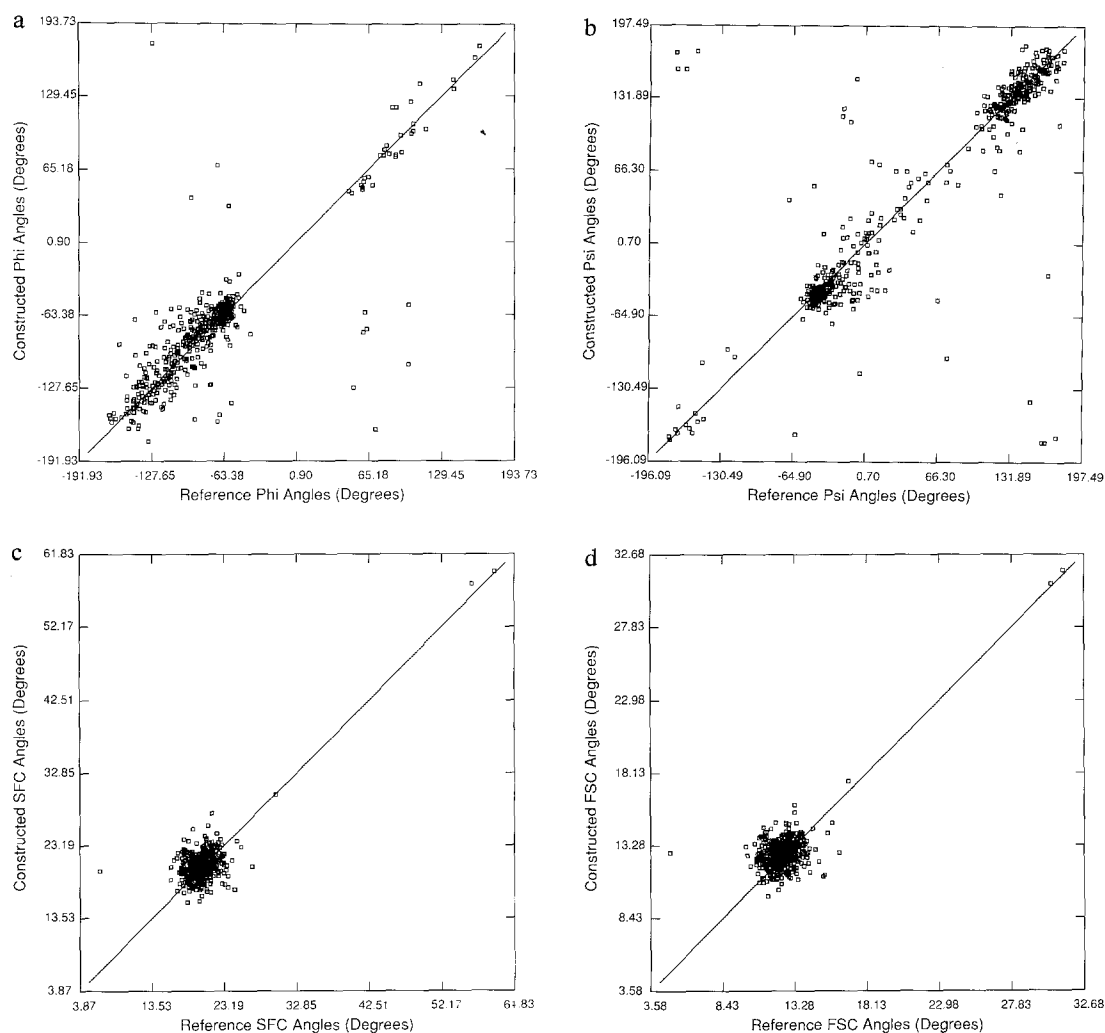 a
193.73
129.45
65.18
0.90
-63.38
-127.65
-191.93
Constructed Phi Angles (Degrees)
-191.93 -127.65 -63.38 0.90 65.18 129.45 193.73
Reference Phi Angles (Degrees)
b
197.49
131.89
66.30
0.70
-64.90
-130.49
-196.09
Constructed Psi Angles (Degrees)
-196.09 -130.49 -64.90 0.70 66.30 131.89 197.49
Reference Psi Angles (Degrees)
c
61.83
52.17
42.51
32.85
23.19
13.53
3.87
Constructed SFC Angles (Degrees)
3.87 13.53 23.19 32.85 42.51 52.17 61.83
Reference SFC Angles (Degrees)
d
32.68
27.83
22.98
18.13
13.28
8.43
3.58
Constructed FSC Angles (Degrees)
3.58 8.43 13.28 18.13 22.98 27.83 32.68
Reference FSC Angles (Degrees)